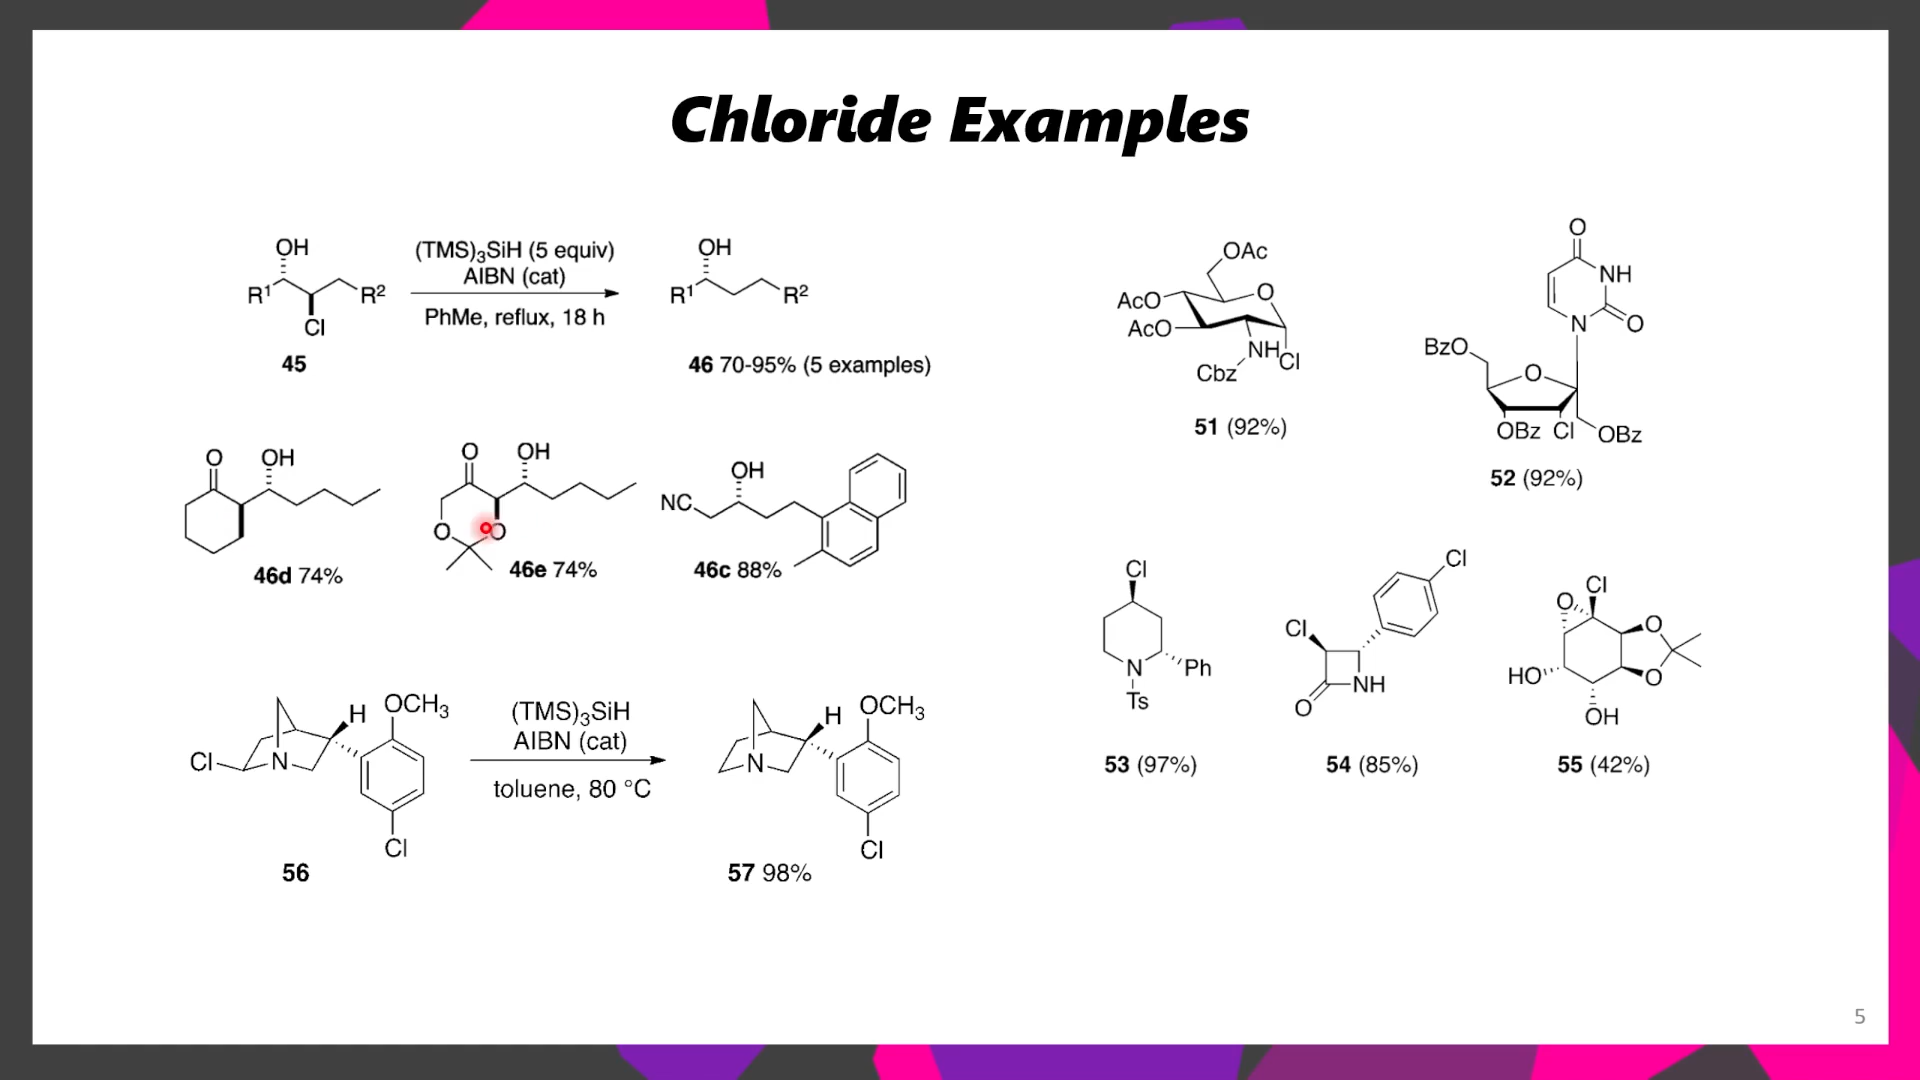 Chloride Examples
OH
R¹
R²
Cl
45
(TMS)₃SiH (5 equiv)
AIBN (cat)
PhMe, reflux, 18 h
OH
R¹
R²
46 70-95% (5 examples)
O
OH
46d 74%
O
OH
O
O
46e 74%
OH
NC
46c 88%
Cl
N
H
OCH₃
Cl
56
(TMS)₃SiH
AIBN (cat)
toluene, 80 °C
N
H
OCH₃
Cl
57 98%
OAc
AcO
O
AcO
NH
Cl
Cbz
51 (92%)
O
NH
N
O
BzO
O
OBz
Cl
OBz
52 (92%)
Cl
N
Ph
Ts
53 (97%)
Cl
Cl
NH
O
54 (85%)
Cl
O
O
HO
O
OH
55 (42%)
5